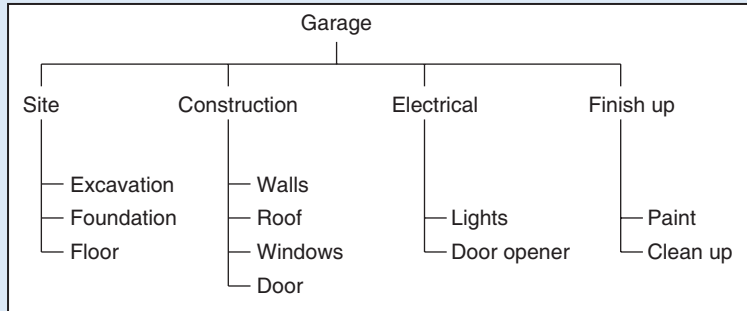 Garage
Site Construction Electrical Finish up
Excavation Walls
Foundation Roof Lights Paint
Floor Windows Door opener Clean up
Door